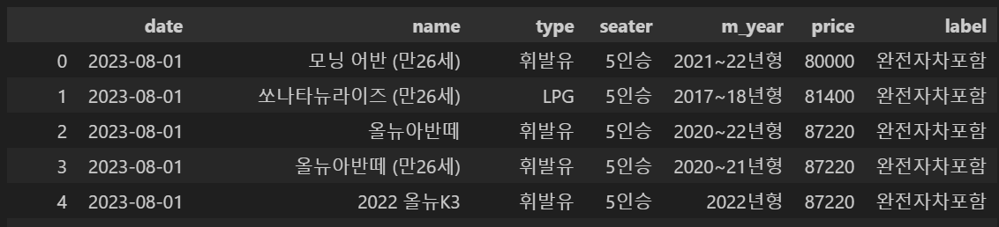 date name type seater m_year price label
0 2023-08-01 모닝 어반 (만26세) 휘발유 5인승 2021~22년형 80000 완전자차포함
1 2023-08-01 쏘나타뉴라이즈 (만26세) LPG 5인승 2017~18년형 81400 완전자차포함
2 2023-08-01 올뉴아반떼 휘발유 5인승 2020~22년형 87220 완전자차포함
3 2023-08-01 올뉴아반떼 (만26세) 휘발유 5인승 2020~21년형 87220 완전자차포함
4 2023-08-01 2022 올뉴K3 휘발유 5인승 2022년형 87220 완전자차포함